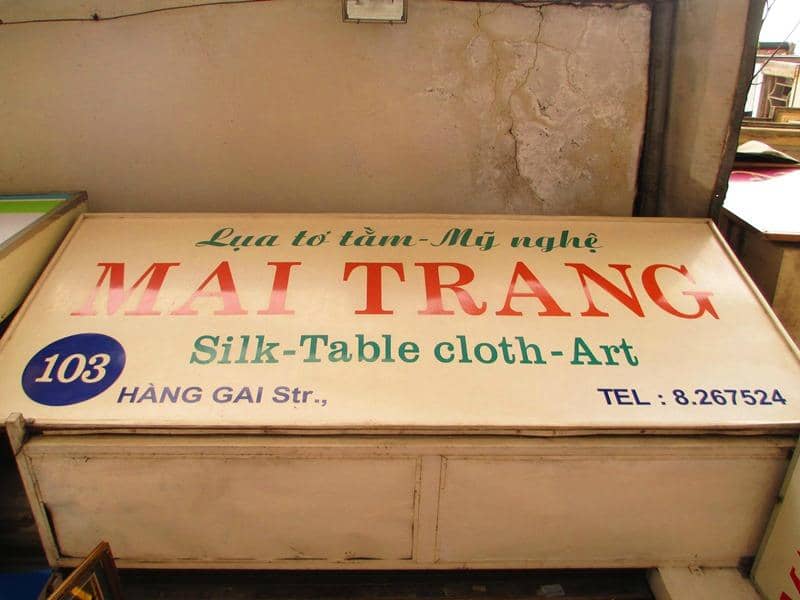 Lụa tơ tằm-Mỹ nghệ
MAI TRANG
Silk-Table cloth-Art
103 HÀNG GAI Str., TEL : 8.267524